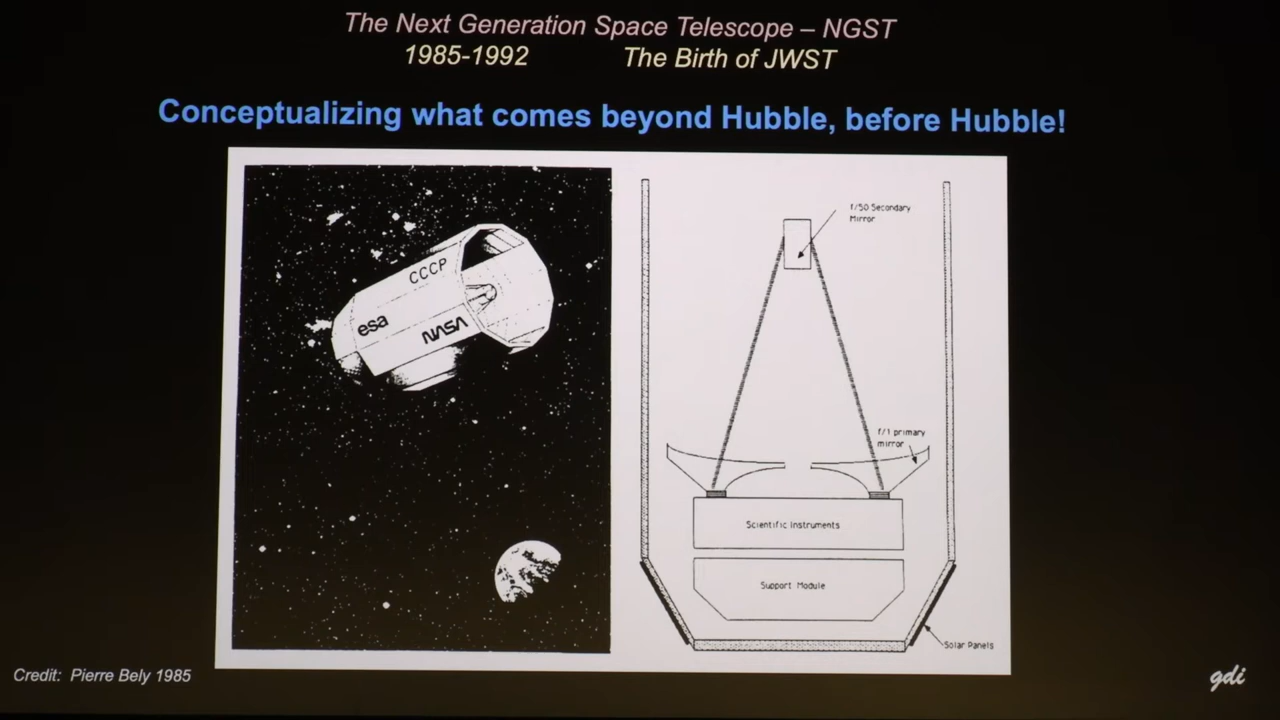 The Next Generation Space Telescope – NGST
1985-1992 The Birth of JWST
Conceptualizing what comes beyond Hubble, before Hubble!
CCCP
esa
NASA
f/50 Secondary
Mirror
f/1 primary
mirror
Scientific Instruments
Support Module
Solar Panels
Credit: Pierre Bely 1985
gdi